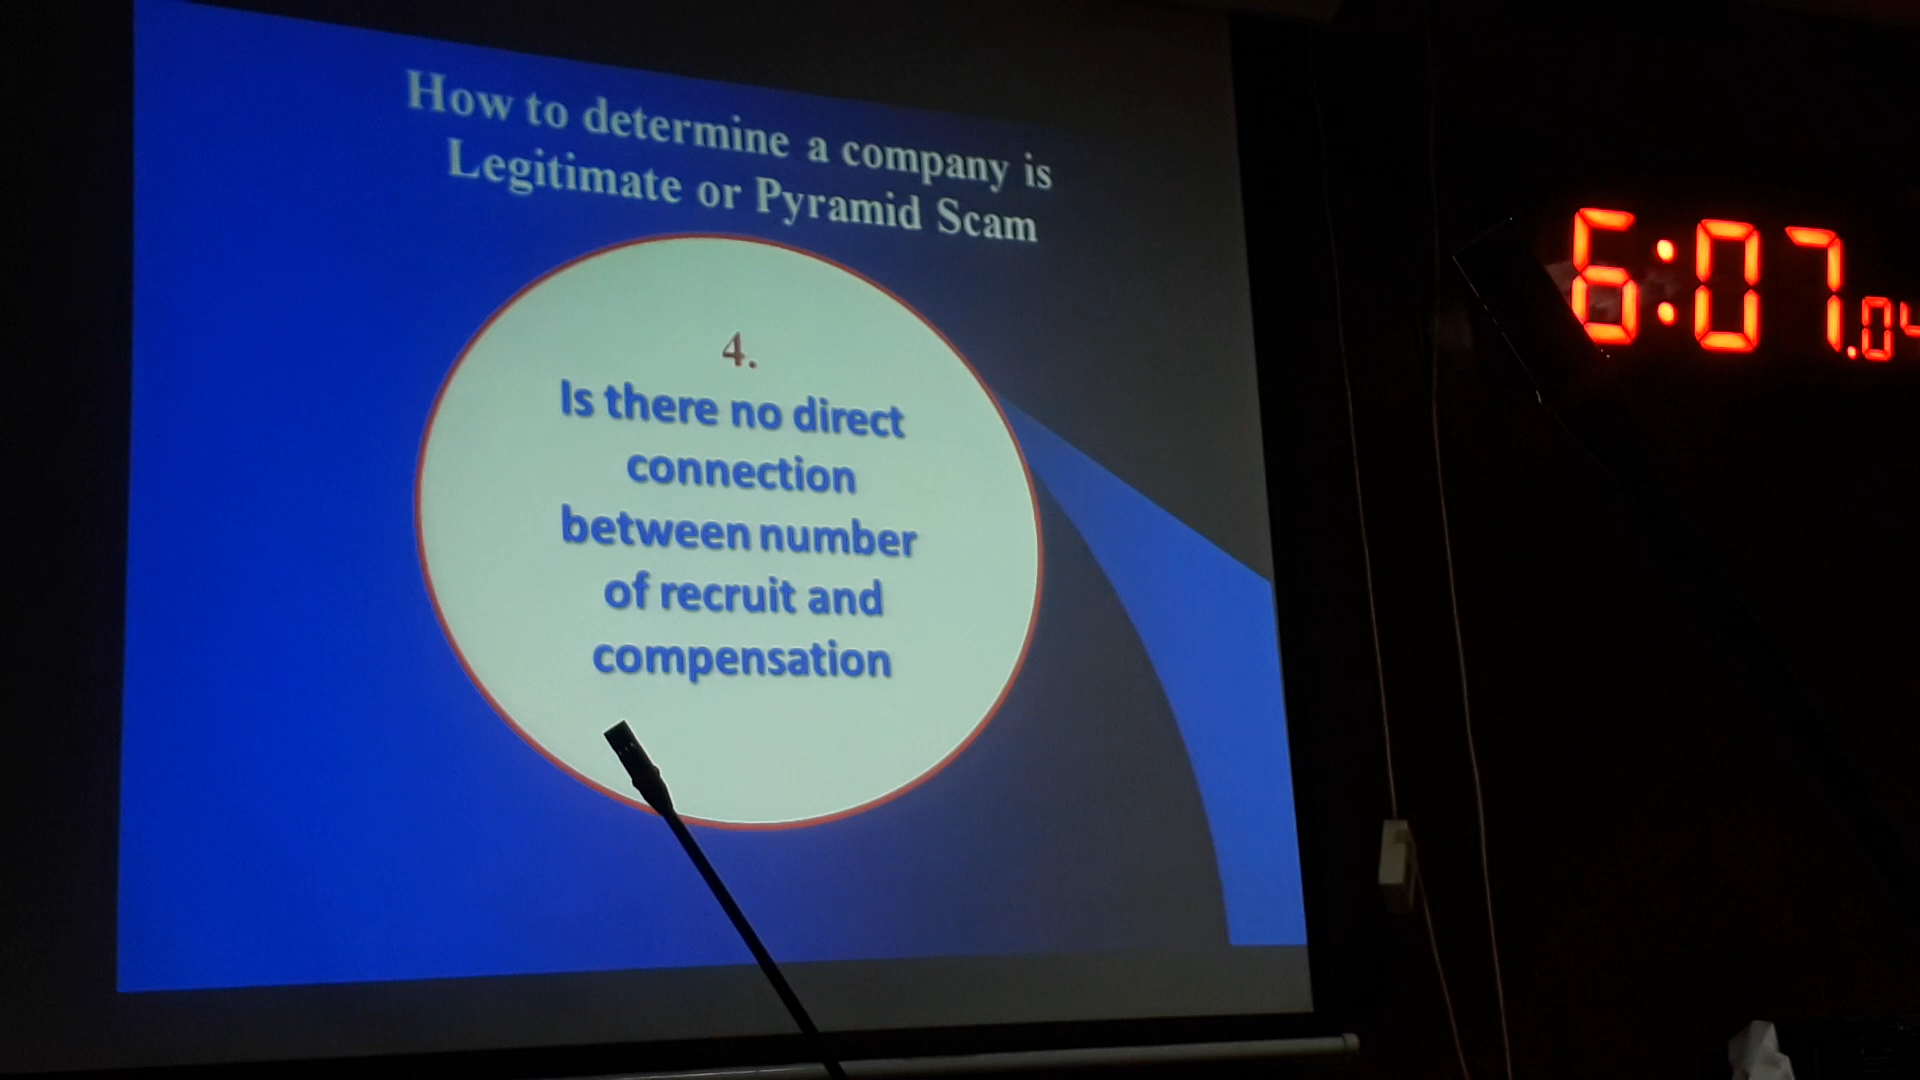 How to determine a company is
Legitimate or Pyramid Scam
4.
Is there no direct
connection
between number
of recruit and
compensation
6:07.04